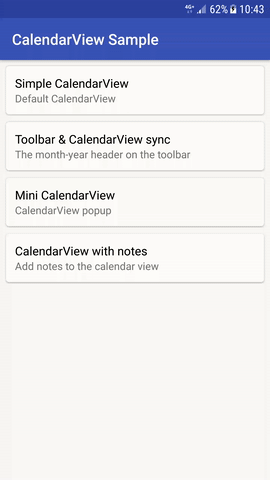 4G+ 62% 10:43
CalendarView Sample
Simple CalendarView
Default CalendarView
Toolbar & CalendarView sync
The month-year header on the toolbar
Mini CalendarView
CalendarView popup
CalendarView with notes
Add notes to the calendar view